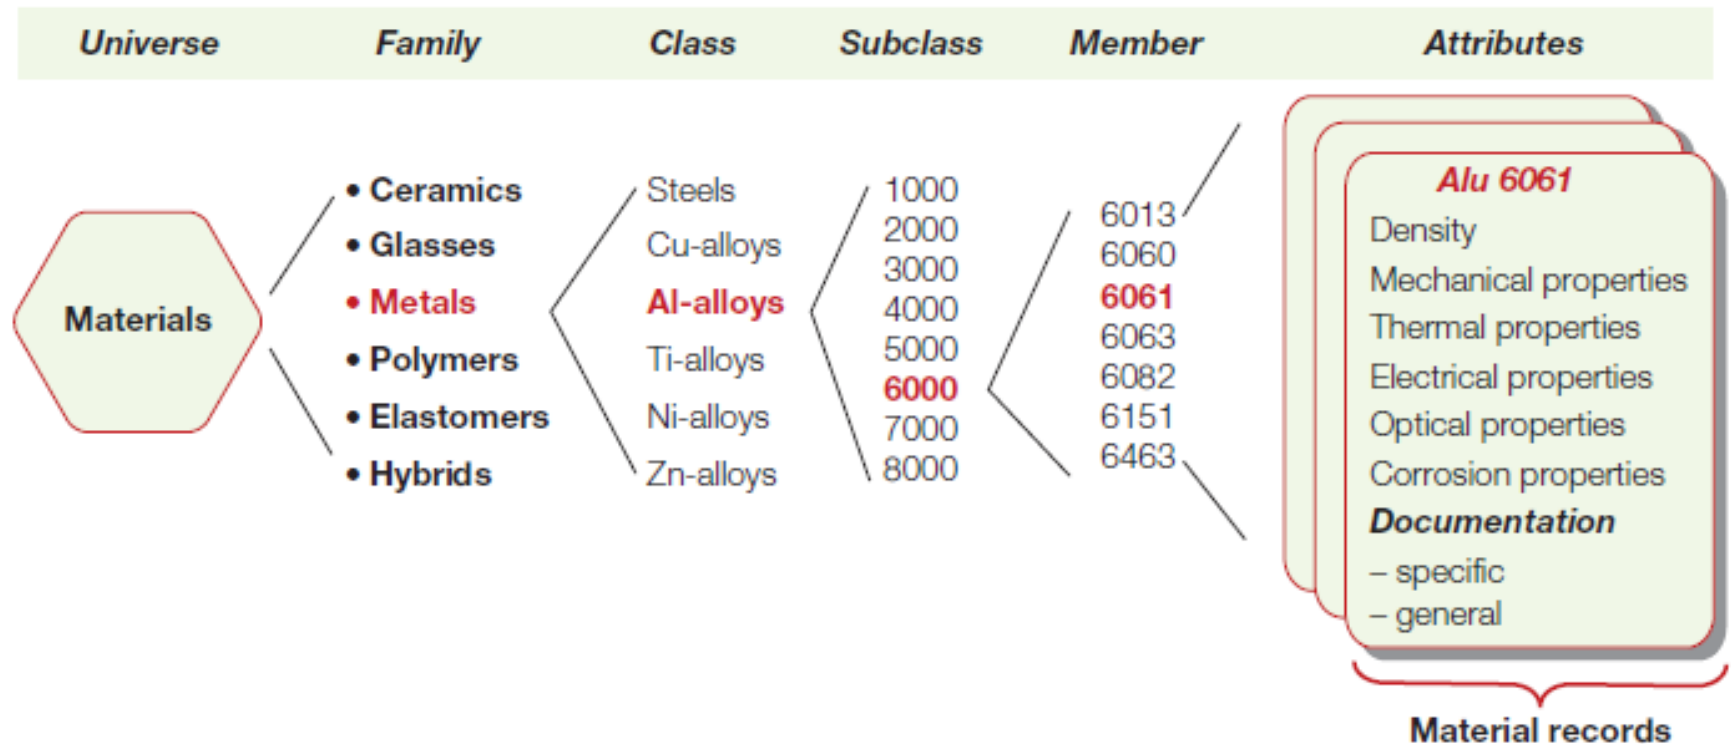 Universe Family Class Subclass Member Attributes
Materials
• Ceramics
• Glasses
• Metals
• Polymers
• Elastomers
• Hybrids
Steels
Cu-alloys
Al-alloys
Ti-alloys
Ni-alloys
Zn-alloys
1000
2000
3000
4000
5000
6000
7000
8000
6013
6060
6061
6063
6082
6151
6463
Alu 6061
Density
Mechanical properties
Thermal properties
Electrical properties
Optical properties
Corrosion properties
Documentation
– specific
– general
Material records